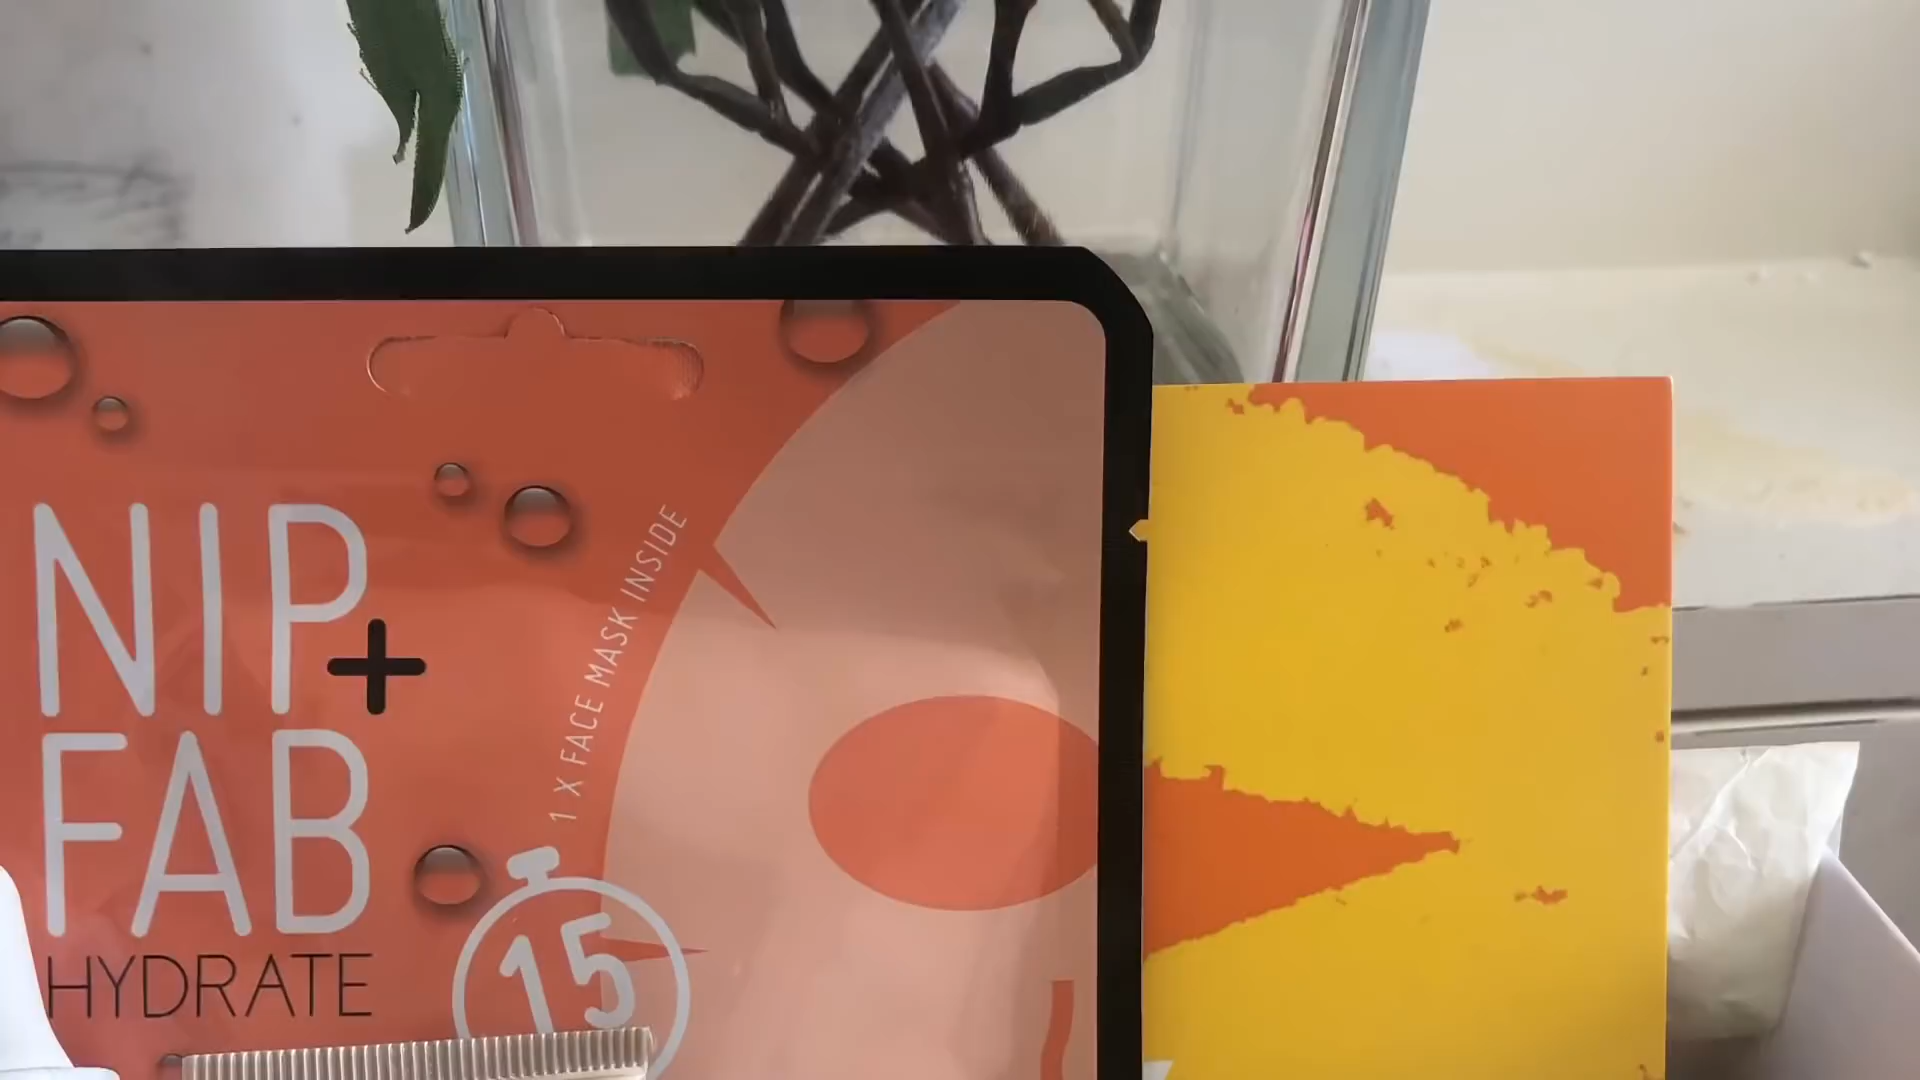 NIP+
FAB
HYDRATE
1 X FACE MASK INSIDE
15